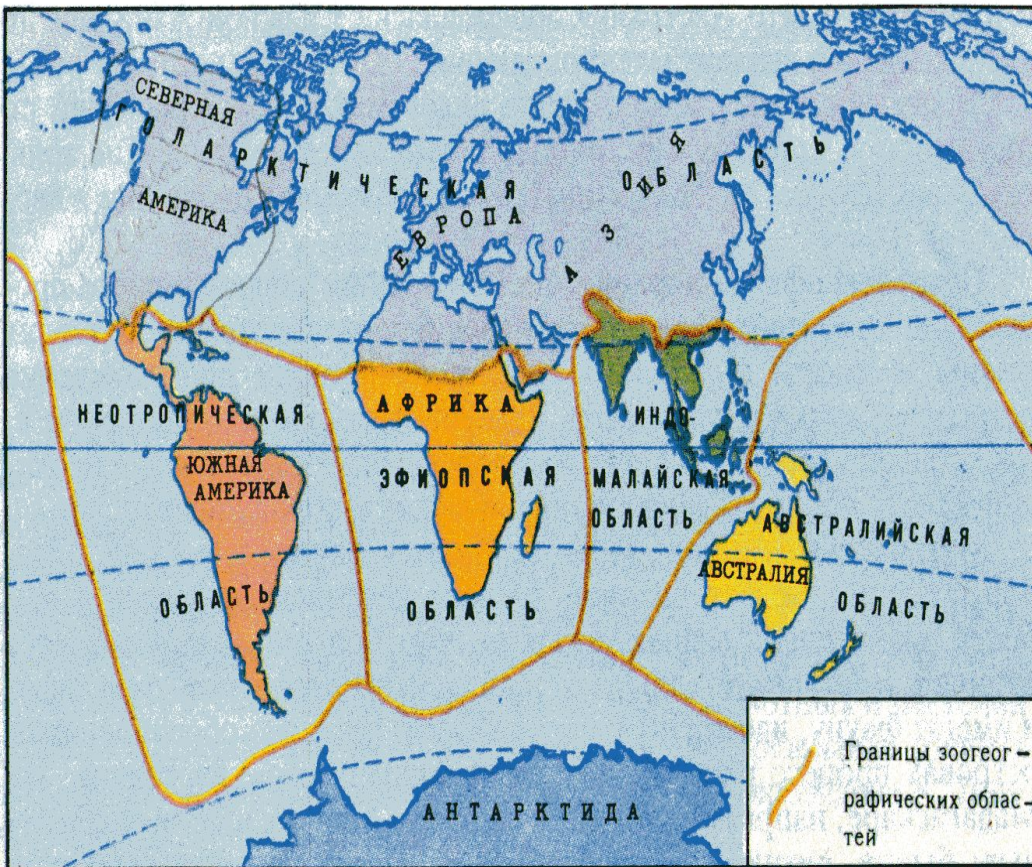 СЕВЕРНАЯ
АМЕРИКА
ГОЛАРКТИЧЕСКАЯ ОБЛАСТЬ
ЕВРОПА
АЗИЯ
НЕОТРОПИЧЕСКАЯ
ОБЛАСТЬ
ЮЖНАЯ
АМЕРИКА
АФРИКА
ЭФИОПСКАЯ
ОБЛАСТЬ
ИНДО-
МАЛАЙСКАЯ
ОБЛАСТЬ
АВСТРАЛИЙСКАЯ
ОБЛАСТЬ
АВСТРАЛИЯ
АНТАРКТИДА
Границы зоогеог-
рафических облас-
тей